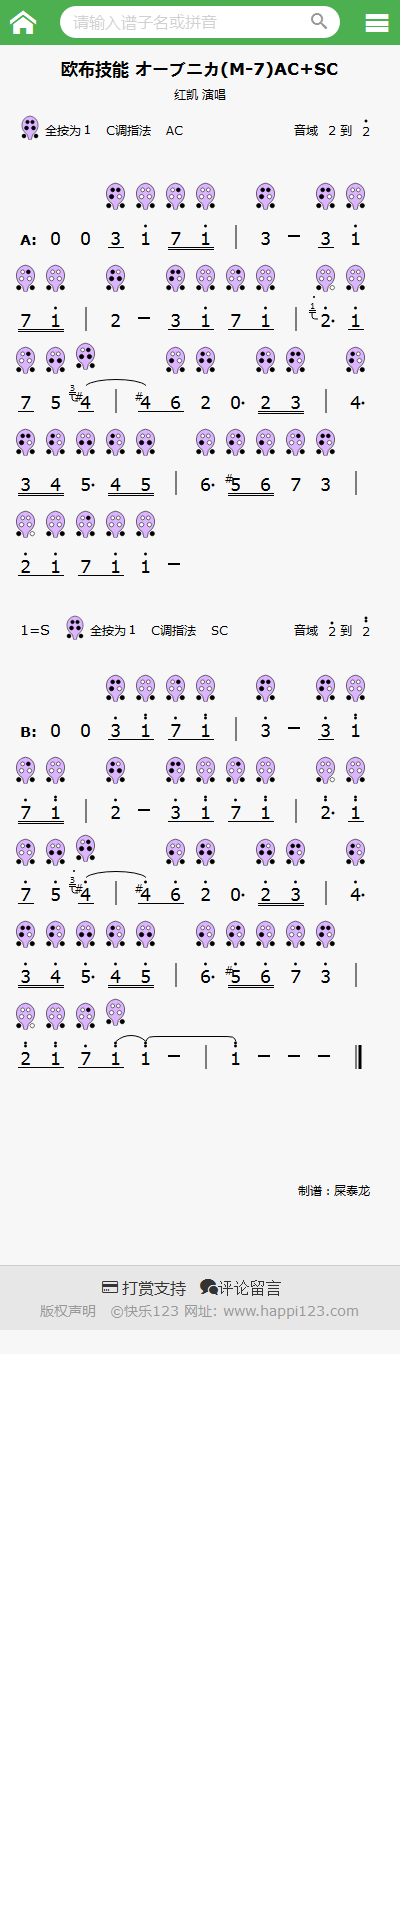 请输入谱子名或拼音
欧布技能 オーブニカ(M-7)AC+SC
红凯 演唱
全按为1 C调指法 AC 音域 2 到 2̇
A: 0 0 3 1̇ 7 1̇ | 3 – 3 1̇
7 1̇ | 2 – 3 1̇ 7 1̇ | 1̇ 2̇· 1̇
7 5 3 #4 | #4 6 2 0· 2 3 | 4·
3 4 5· 4 5 | 6· #5 6 7 3 |
2̇ 1̇ 7 1̇ 1̇ –
1=S 全按为1 C调指法 SC 音域 2̇ 到 2̈
B: 0 0 3̇ 1̈ 7̇ 1̈ | 3̇ – 3̇ 1̈
7̇ 1̈ | 2̇ – 3̇ 1̈ 7̇ 1̈ | 2̈· 1̈
7̇ 5̇ 3̇ #4̇ | #4̇ 6̇ 2̇ 0· 2̇ 3̇ | 4̇·
3̇ 4̇ 5̇· 4̇ 5̇ | 6̇· #5̇ 6̇ 7̇ 3̇ |
2̈ 1̈ 7̇ 1̈ 1̈ – | 1̈ – – – ‖
制谱：屎泰龙
打赏支持 评论留言
版权声明 ©快乐123 网址: www.happi123.com